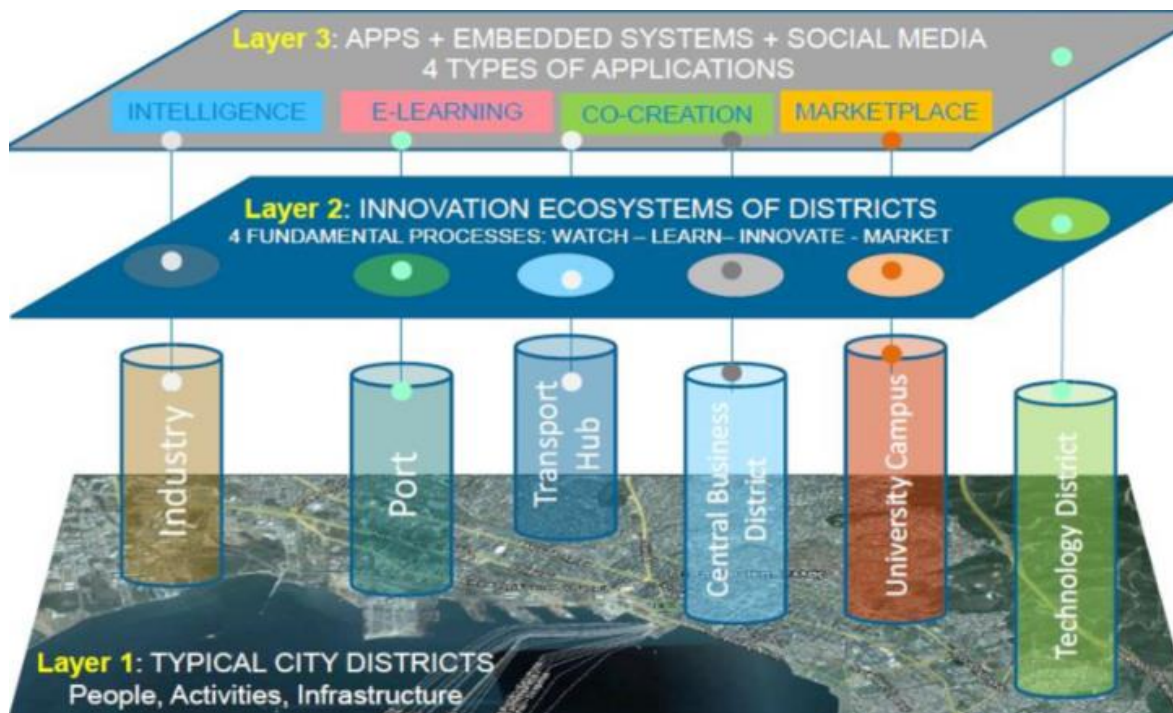 Layer 3: APPS + EMBEDDED SYSTEMS + SOCIAL MEDIA
4 TYPES OF APPLICATIONS
INTELLIGENCE
E-LEARNING
CO-CREATION
MARKETPLACE
Layer 2: INNOVATION ECOSYSTEMS OF DISTRICTS
4 FUNDAMENTAL PROCESSES: WATCH – LEARN– INNOVATE - MARKET
Industry
Port
Transport
Hub
Central Business
District
University Campus
Technology District
Layer 1: TYPICAL CITY DISTRICTS
People, Activities, Infrastructure